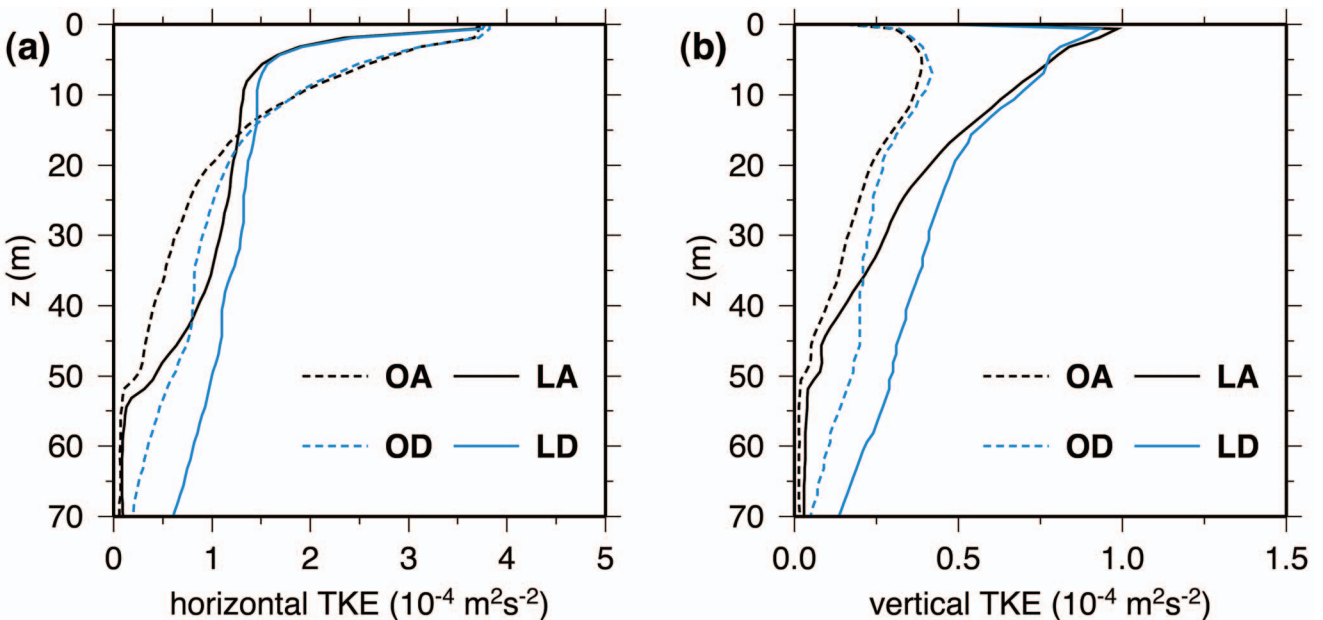 (a)
0
10
20
30
40
50
60
70
z (m)
OA LA
OD LD
0 1 2 3 4 5
horizontal TKE (10⁻⁴ m²s⁻²)
(b)
0
10
20
30
40
50
60
70
z (m)
OA LA
OD LD
0.0 0.5 1.0 1.5
vertical TKE (10⁻⁴ m²s⁻²)